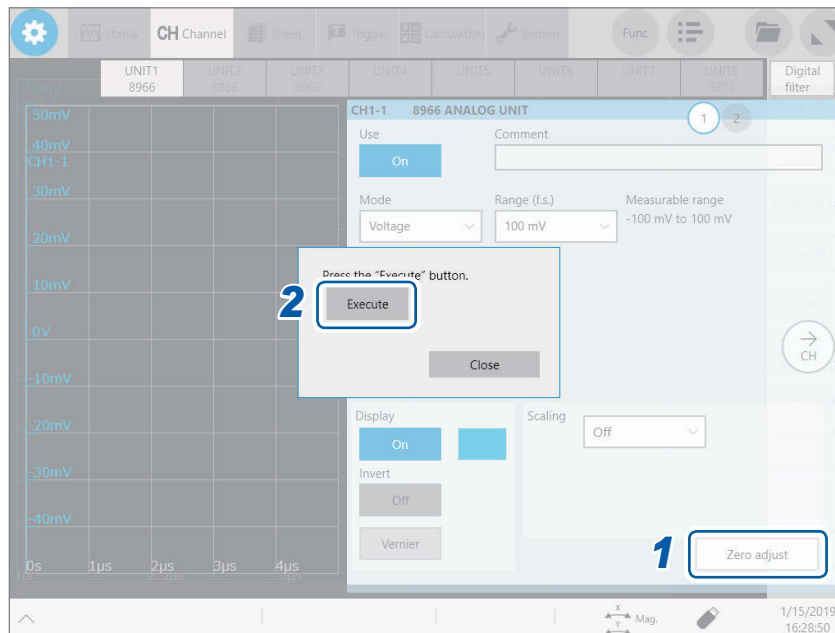 Status
CH Channel
Sheet
Trigger
Calculation
System
Func
UNIT1
8966
UNIT2
8966
UNIT3
8966
UNIT4
UNIT5
UNIT6
UNIT7
UNIT8
8973
Digital
filter
50mV
40mV
CH1-1
30mV
20mV
10mV
0V
-10mV
-20mV
-30mV
-40mV
0s
1μs
2μs
3μs
4μs
CH1-1 8966 ANALOG UNIT
1
2
Use
Comment
On
Mode
Range (f.s.)
Measurable range
Voltage
100 mV
-100 mV to 100 mV
Press the "Execute" button.
2
Execute
Close
CH
Display
Scaling
On
Off
Invert
Off
Vernier
1
Zero adjust
X
Y
Mag.
1/15/2019
16:28:50